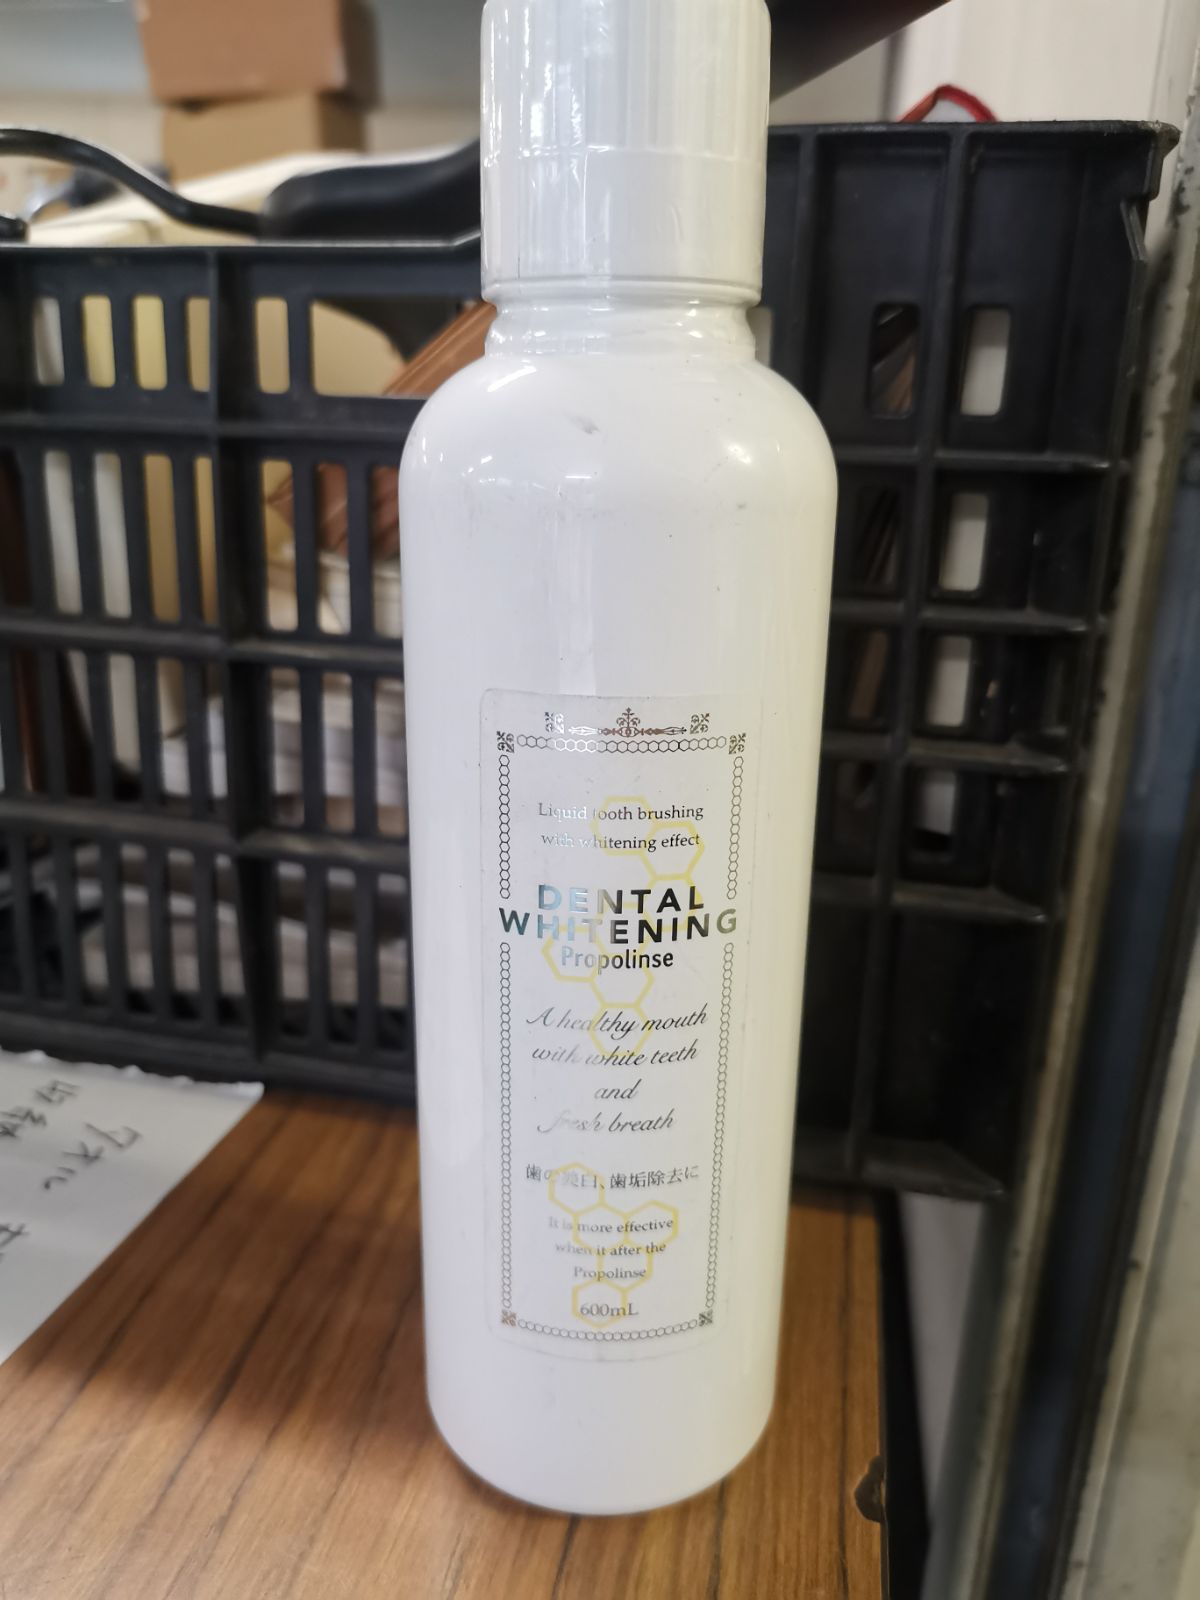 Liquid tooth brushing
with whitening effect
DENTAL
WHITENING
Propolinse
A healthy mouth
with white teeth
and
fresh breath
歯の美白、歯垢除去に
It is more effective
when it after the
Propolinse
600mL